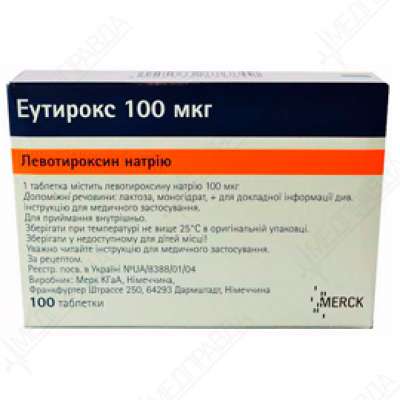 Еутирокс 100 мкг
Левотироксин натрію
1 таблетка містить левотироксину натрію 100 мкг
Допоміжні речовини: лактоза, моногідрат, + для докладної інформації див.
Інструкцію для медичного застосування.
Для приймання внутрішньо.
Зберігати при температурі не вище 25°C в оригінальній упаковці.
Зберігати у недоступному для дітей місці!
Уважно читайте інструкцію для медичного застосування.
За рецептом.
Реєстр. посв. в Україні №UA/8388/01/04
Виробник: Мерк КГаА, Німеччина,
Франкфуртер Штрассе 250, 64293 Дармштадт, Німеччина
100 таблетки
MERCK